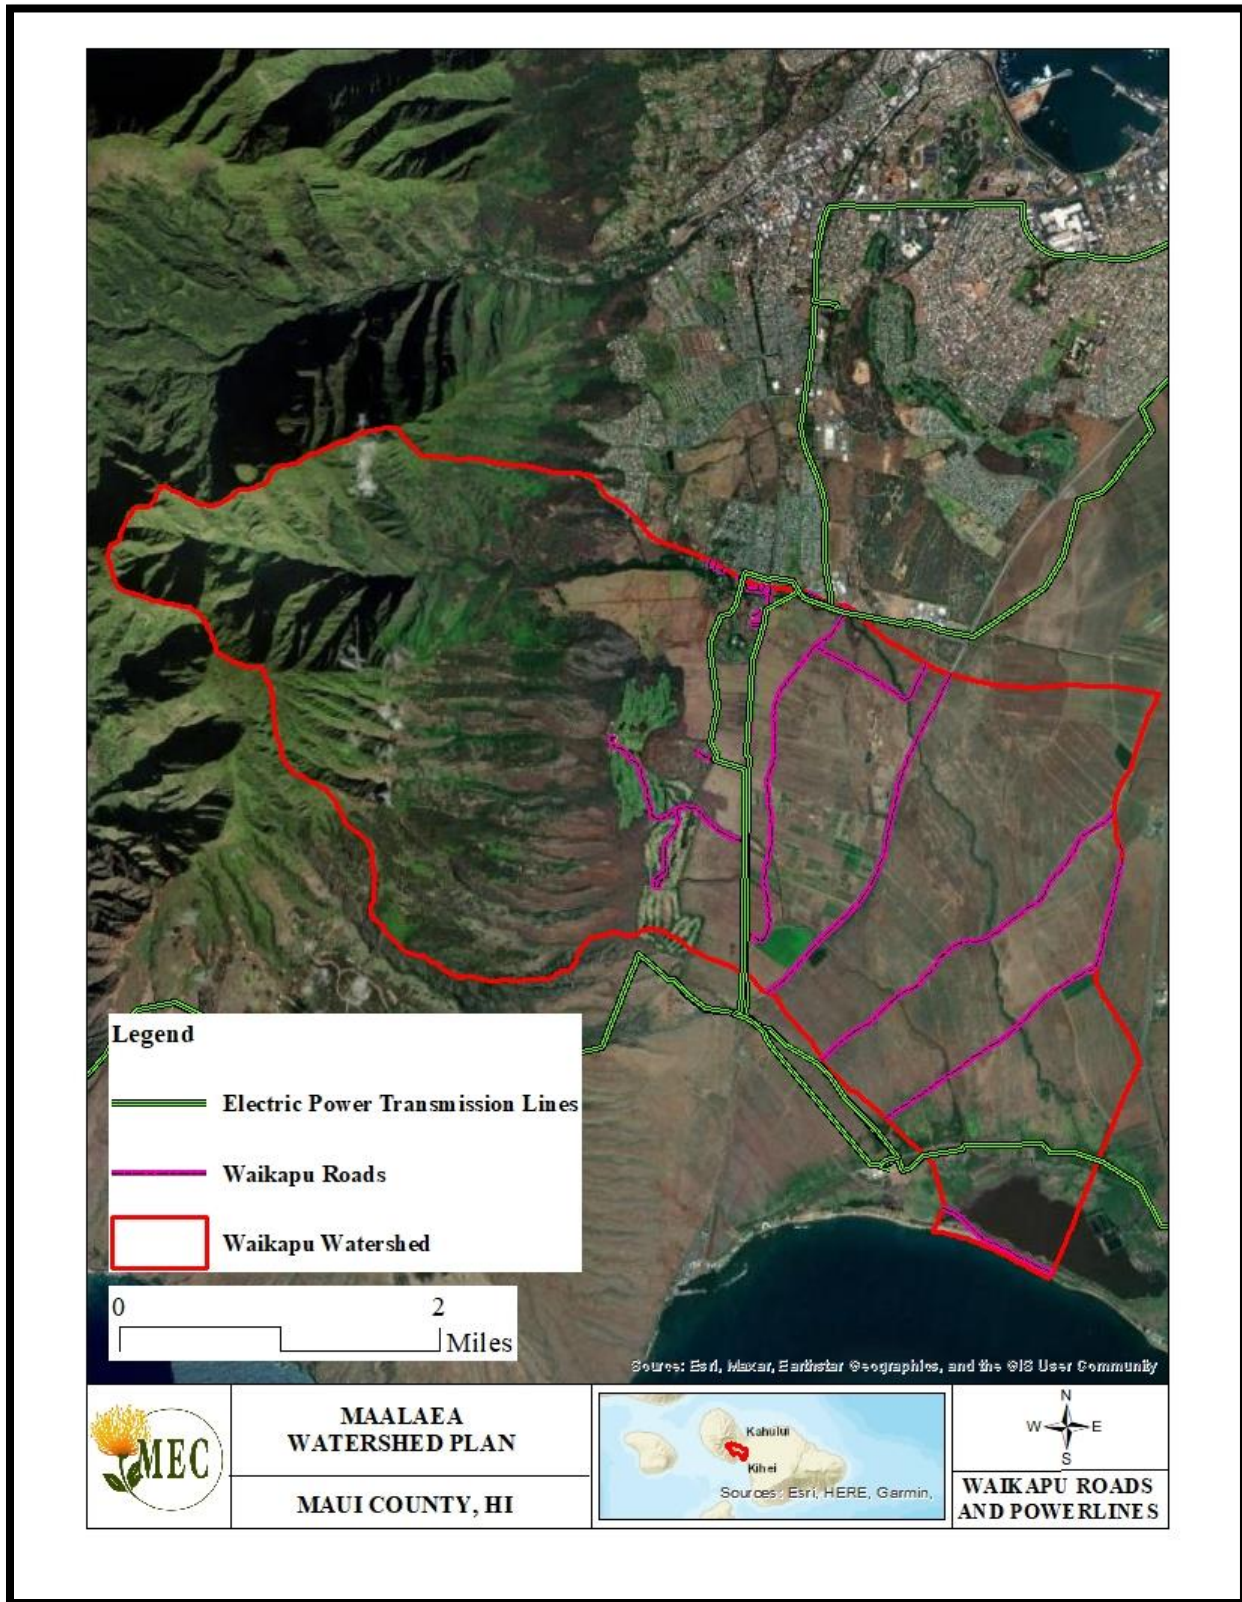 Legend
Electric Power Transmission Lines
Waikapu Roads
Waikapu Watershed
0 2
Miles
Source: Esri, Maxar, Earthstar Geographics, and the GIS User Community
MEC
MAALAEA
WATERSHED PLAN
MAUI COUNTY, HI
Kahului
Kihei
Sources: Esri, HERE, Garmin,
N
W E
S
WAIKAPU ROADS
AND POWERLINES